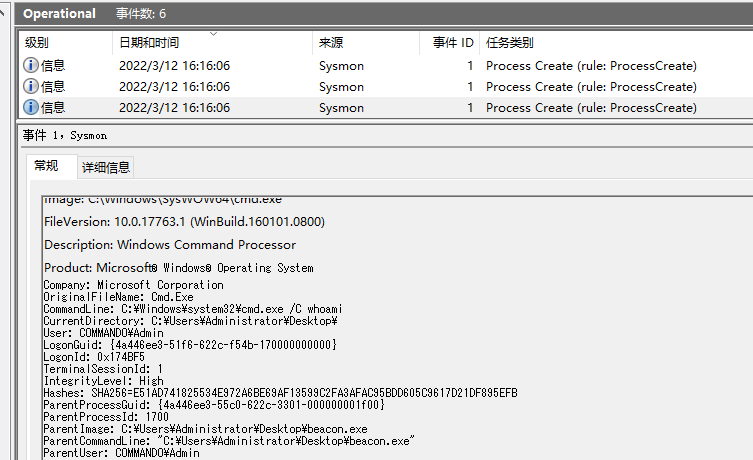 Operational 事件数: 6
级别 日期和时间 来源 事件 ID 任务类别
信息 2022/3/12 16:16:06 Sysmon 1 Process Create (rule: ProcessCreate)
信息 2022/3/12 16:16:06 Sysmon 1 Process Create (rule: ProcessCreate)
信息 2022/3/12 16:16:06 Sysmon 1 Process Create (rule: ProcessCreate)
事件 1，Sysmon
常规 详细信息
Image: C:\Windows\SysWOW64\cmd.exe
FileVersion: 10.0.17763.1 (WinBuild.160101.0800)
Description: Windows Command Processor
Product: Microsoft® Windows® Operating System
Company: Microsoft Corporation
OriginalFileName: Cmd.Exe
CommandLine: C:¥Windows¥system32¥cmd.exe /C whoami
CurrentDirectory: C:¥Users¥Administrator¥Desktop¥
User: COMMANDO¥Admin
LogonGuid: {4a446ee3-51f6-622c-f54b-170000000000}
LogonId: 0x174BF5
TerminalSessionId: 1
IntegrityLevel: High
Hashes: SHA256=E51AD741825534E972A6BE69AF13599C2FA3AFAC95BDD605C9617D21DF895EFB
ParentProcessGuid: {4a446ee3-55c0-622c-3301-000000001f00}
ParentProcessId: 1700
ParentImage: C:¥Users¥Administrator¥Desktop¥beacon.exe
ParentCommandLine: "C:¥Users¥Administrator¥Desktop¥beacon.exe"
ParentUser: COMMANDO¥Admin